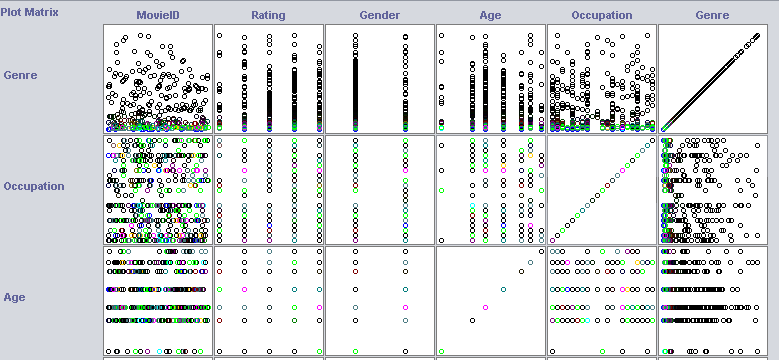 Plot Matrix
MovieID Rating Gender Age Occupation Genre
Genre
Occupation
Age